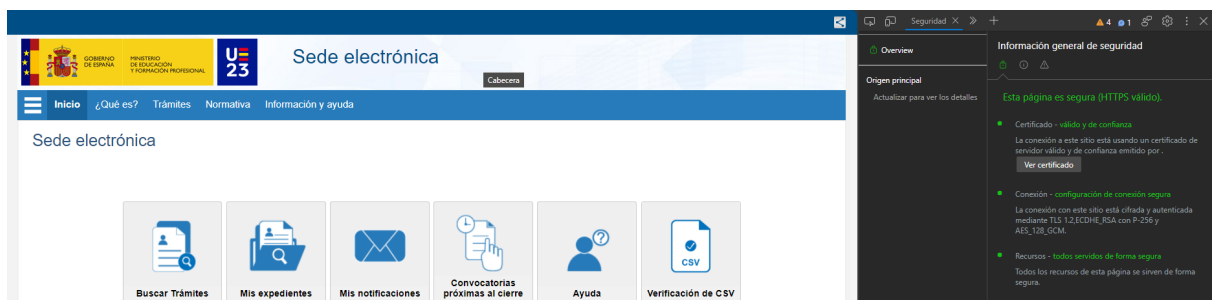 GOBIERNO
DE ESPAÑA
MINISTERIO
DE EDUCACIÓN
Y FORMACIÓN PROFESIONAL
U=
23
Sede electrónica
Cabecera
Inicio ¿Qué es? Trámites Normativa Información y ayuda
Sede electrónica
Buscar Trámites
Mis expedientes
Mis notificaciones
Convocatorias
próximas al cierre
Ayuda
CSV
Verificación de CSV
Seguridad
4
1
Overview
Origen principal
Actualizar para ver los detalles
Información general de seguridad
Esta página es segura (HTTPS válido).
Certificado - válido y de confianza
La conexión a este sitio está usando un certificado de
servidor válido y de confianza emitido por .
Ver certificado
Conexión - configuración de conexión segura
La conexión con este sitio está cifrada y autenticada
mediante TLS 1.2,ECDHE_RSA con P-256 y
AES_128_GCM.
Recursos - todos servidos de forma segura
Todos los recursos de esta página se sirven de forma
segura.